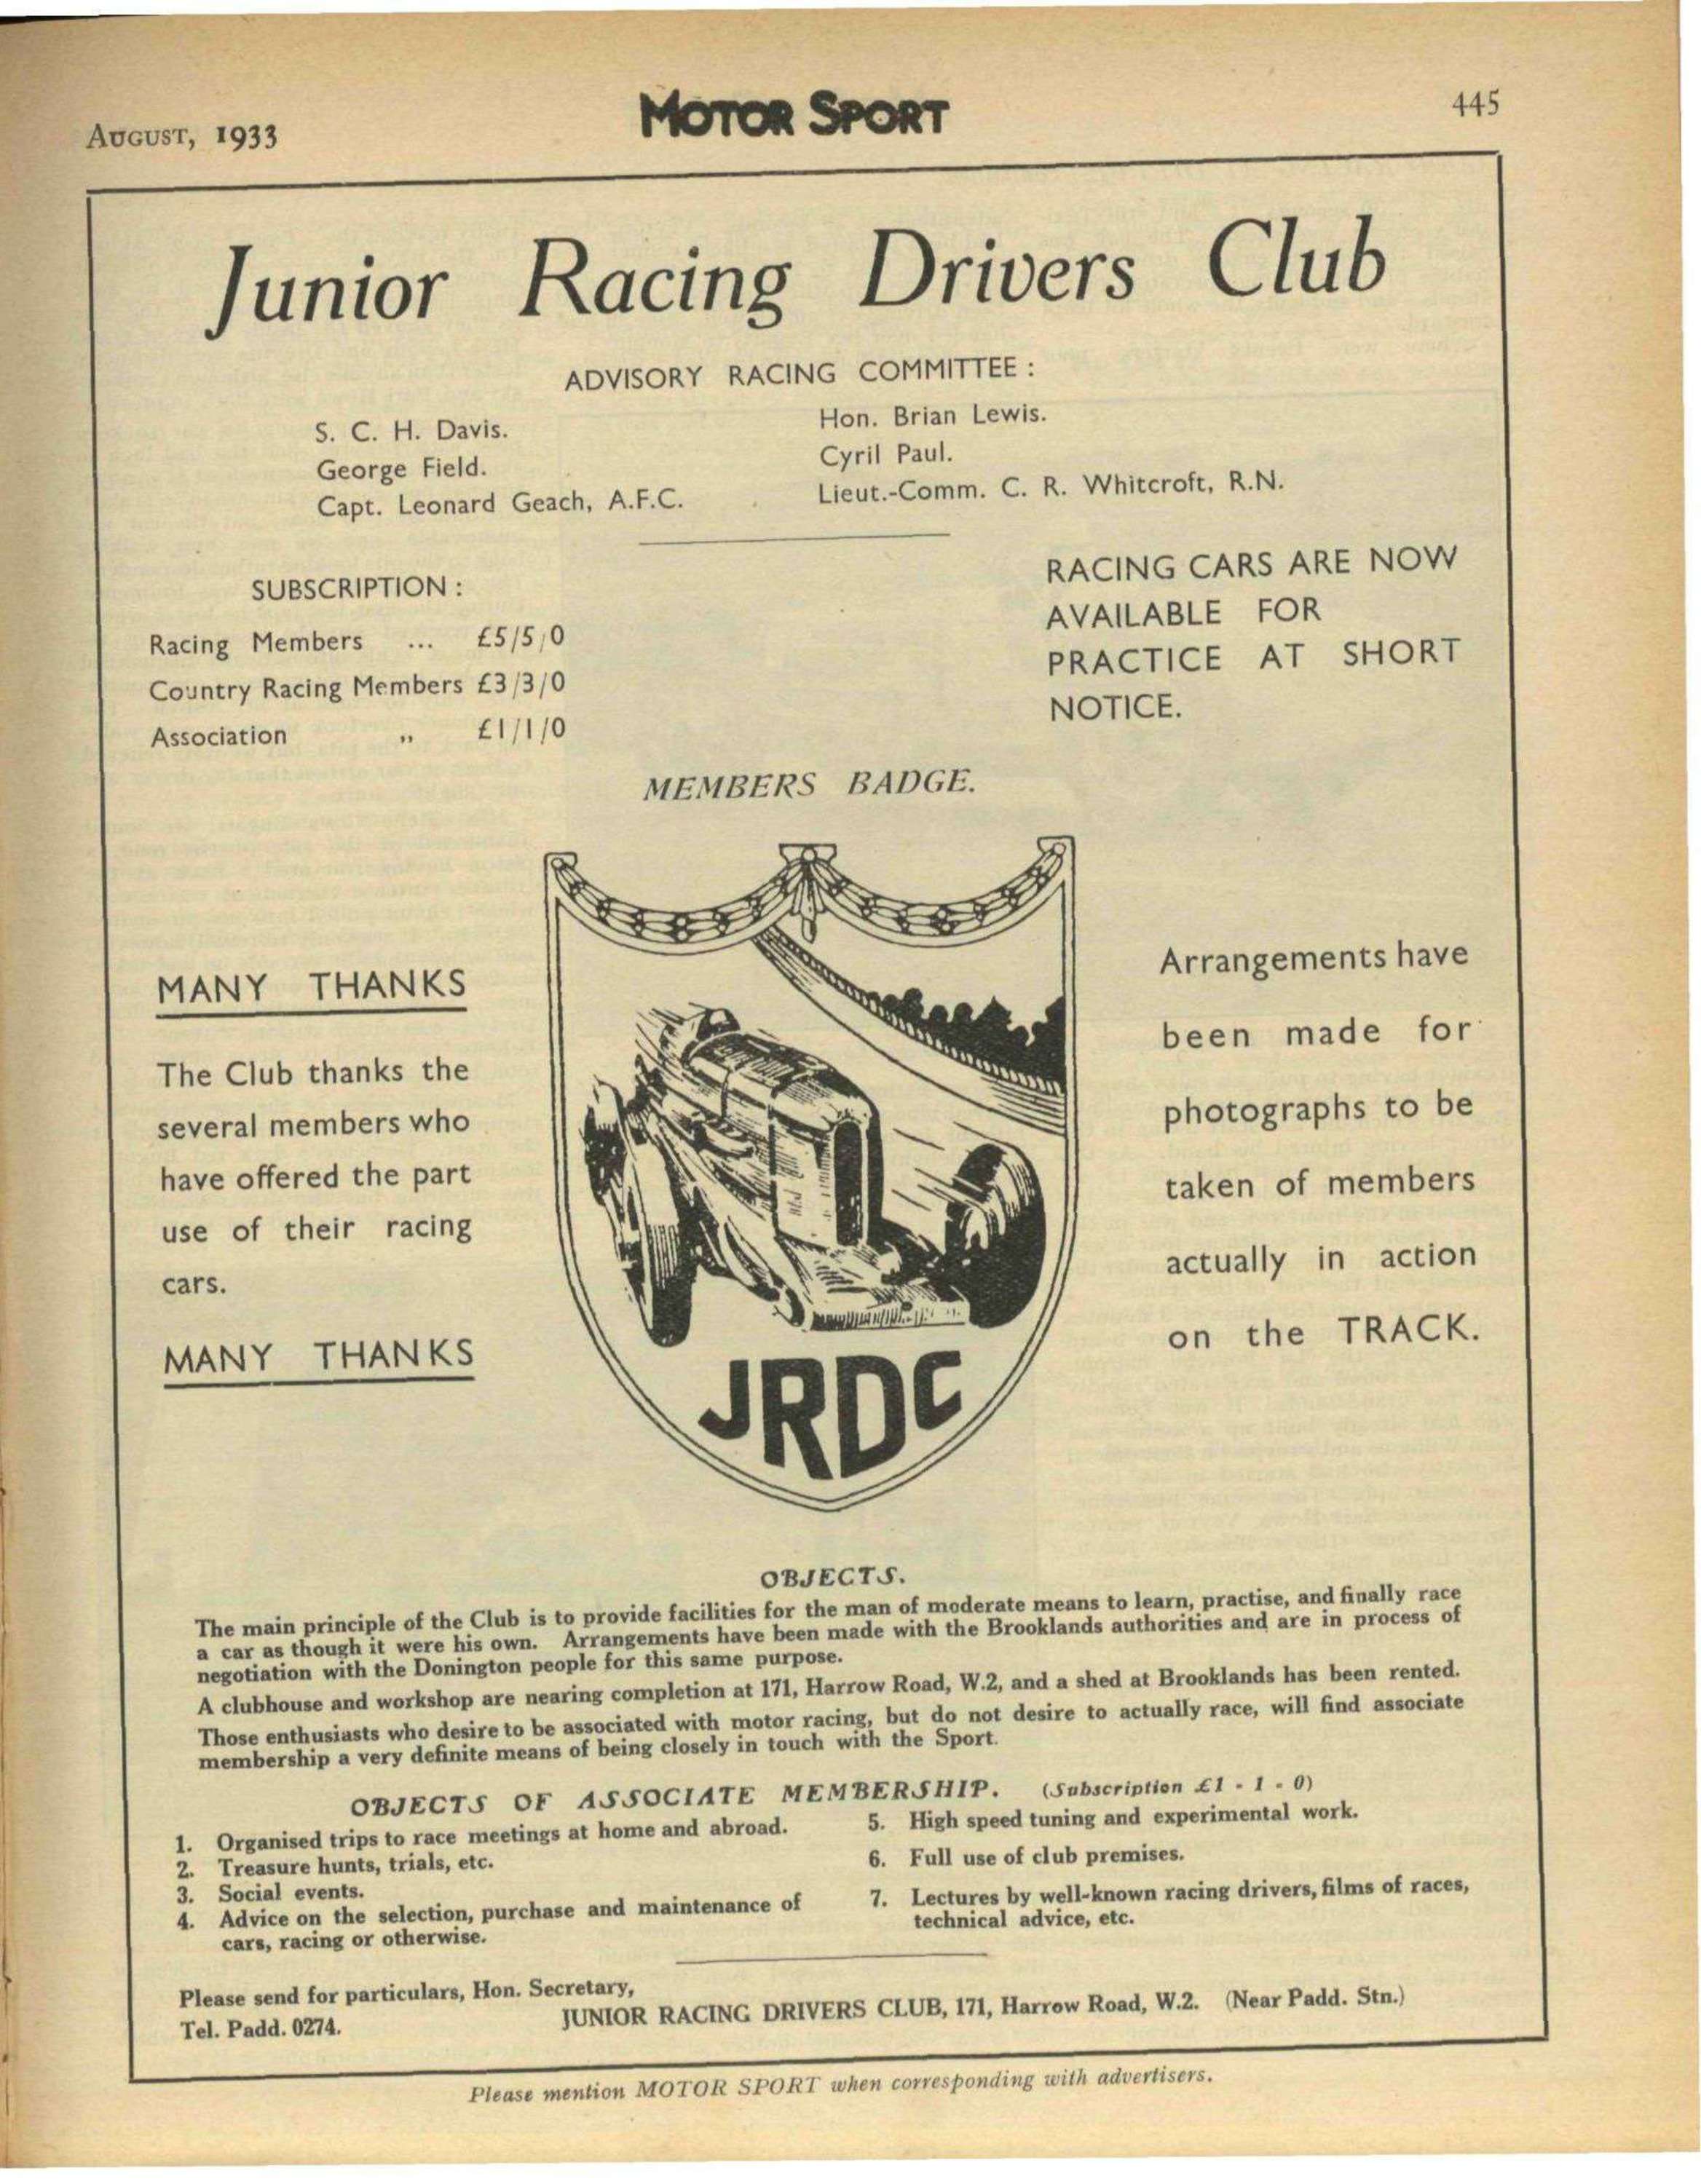 AUGUST, 1933
MOTOR SPORT
445
Junior Racing Drivers Club
ADVISORY RACING COMMITTEE :
S. C. H. Davis.
George Field.
Capt. Leonard Geach, A.F.C.
Hon. Brian Lewis.
Cyril Paul.
Lieut.-Comm. C. R. Whitcroft, R.N.
SUBSCRIPTION :
Racing Members ... £5/5/0
Country Racing Members £3/3/0
Association „ £1/1/0
RACING CARS ARE NOW
AVAILABLE FOR
PRACTICE AT SHORT
NOTICE.
MEMBERS BADGE.
MANY THANKS
The Club thanks the
several members who
have offered the part
use of their racing
cars.
MANY THANKS
JRDC
Arrangements have
been made for
photographs to be
taken of members
actually in action
on the TRACK.
OBJECTS.
The main principle of the Club is to provide facilities for the man of moderate means to learn, practise, and finally race
a car as though it were his own. Arrangements have been made with the Brooklands authorities and are in process of
negotiation with the Donington people for this same purpose.
A clubhouse and workshop are nearing completion at 171, Harrow Road, W.2, and a shed at Brooklands has been rented.
Those enthusiasts who desire to be associated with motor racing, but do not desire to actually race, will find associate
membership a very definite means of being closely in touch with the Sport.
OBJECTS OF ASSOCIATE MEMBERSHIP. (Subscription £1 - 1 - 0)
1. Organised trips to race meetings at home and abroad.
2. Treasure hunts, trials, etc.
3. Social events.
4. Advice on the selection, purchase and maintenance of
cars, racing or otherwise.
5. High speed tuning and experimental work.
6. Full use of club premises.
7. Lectures by well-known racing drivers, films of races,
technical advice, etc.
Please send for particulars, Hon. Secretary,
JUNIOR RACING DRIVERS CLUB, 171, Harrow Road, W.2. (Near Padd. Stn.)
Tel. Padd. 0274.
Please mention MOTOR SPORT when corresponding with advertisers.